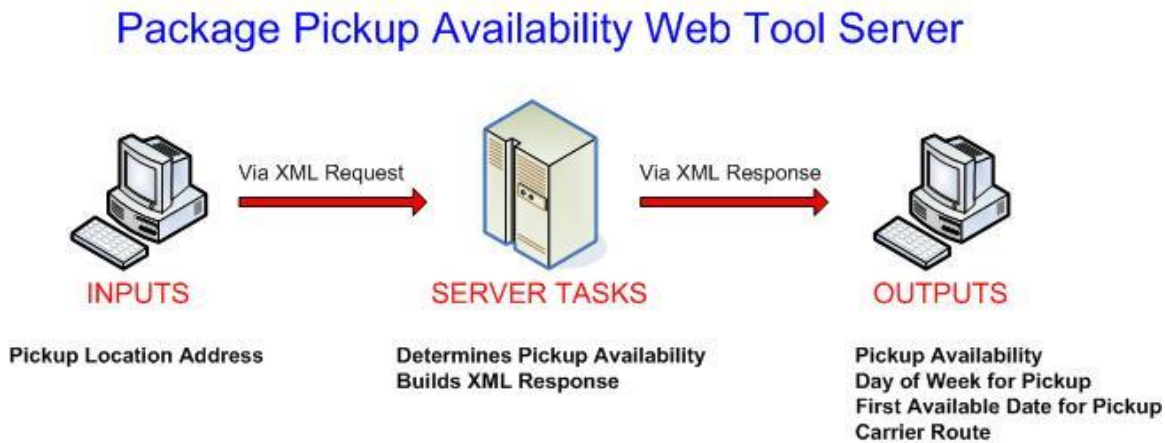 Package Pickup Availability Web Tool Server
Via XML Request
Via XML Response
INPUTS
SERVER TASKS
OUTPUTS
Pickup Location Address
Determines Pickup Availability
Builds XML Response
Pickup Availability
Day of Week for Pickup
First Available Date for Pickup
Carrier Route